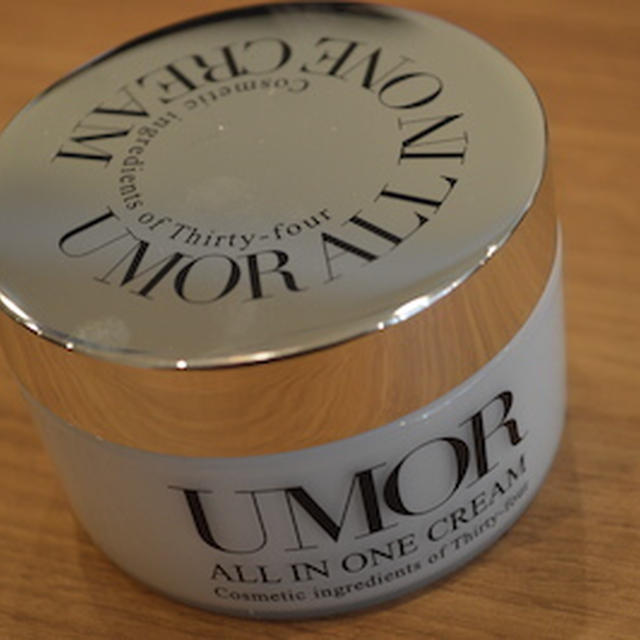 UMOR ALL IN ONE CREAM
Cosmetic ingredients of Thirty-four
UMOR
ALL IN ONE CREAM
Cosmetic ingredients of Thirty-four